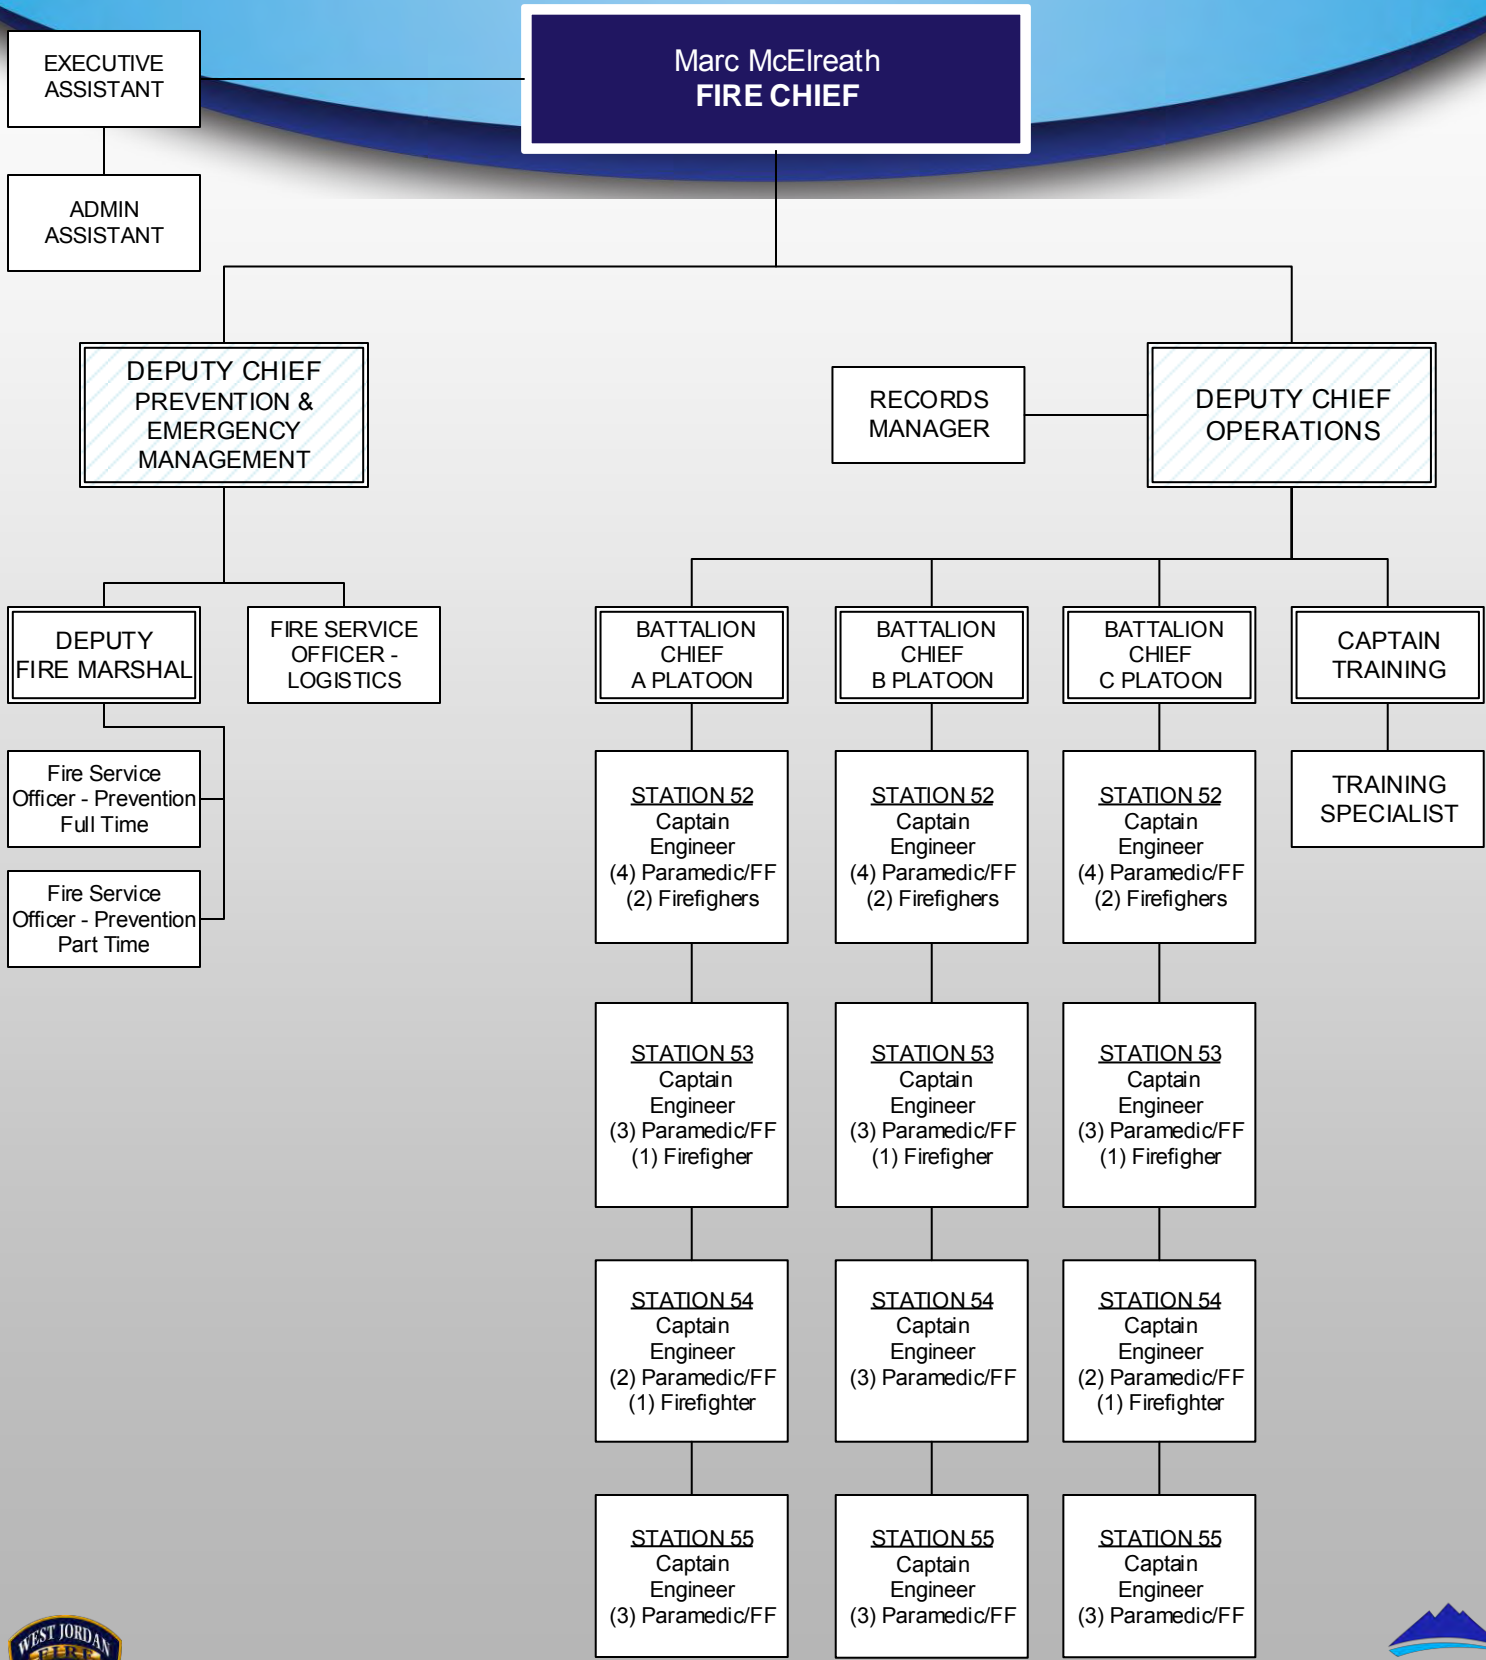 Marc McElreath
FIRE CHIEF
EXECUTIVE
ASSISTANT
ADMIN
ASSISTANT
DEPUTY CHIEF
PREVENTION &
EMERGENCY
MANAGEMENT
RECORDS
MANAGER
DEPUTY CHIEF
OPERATIONS
DEPUTY
FIRE MARSHAL
FIRE SERVICE
OFFICER -
LOGISTICS
BATTALION
CHIEF
A PLATOON
BATTALION
CHIEF
B PLATOON
BATTALION
CHIEF
C PLATOON
CAPTAIN
TRAINING
Fire Service
Officer - Prevention
Full Time
Fire Service
Officer - Prevention
Part Time
STATION 52
Captain
Engineer
(4) Paramedic/FF
(2) Firefighers
STATION 52
Captain
Engineer
(4) Paramedic/FF
(2) Firefighers
STATION 52
Captain
Engineer
(4) Paramedic/FF
(2) Firefighers
TRAINING
SPECIALIST
STATION 53
Captain
Engineer
(3) Paramedic/FF
(1) Firefigher
STATION 53
Captain
Engineer
(3) Paramedic/FF
(1) Firefigher
STATION 53
Captain
Engineer
(3) Paramedic/FF
(1) Firefigher
STATION 54
Captain
Engineer
(2) Paramedic/FF
(1) Firefighter
STATION 54
Captain
Engineer
(3) Paramedic/FF
STATION 54
Captain
Engineer
(2) Paramedic/FF
(1) Firefighter
STATION 55
Captain
Engineer
(3) Paramedic/FF
STATION 55
Captain
Engineer
(3) Paramedic/FF
STATION 55
Captain
Engineer
(3) Paramedic/FF
WEST JORDAN
FIRE